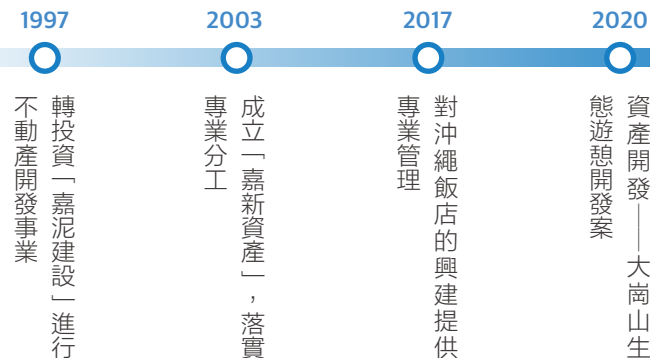 1997
轉投資「嘉泥建設」進行
不動產開發事業
2003
成立「嘉新資產」，落實
專業分工
2017
對沖繩飯店的興建提供
專業管理
2020
資產開發——大崗山生
態遊憩開發案